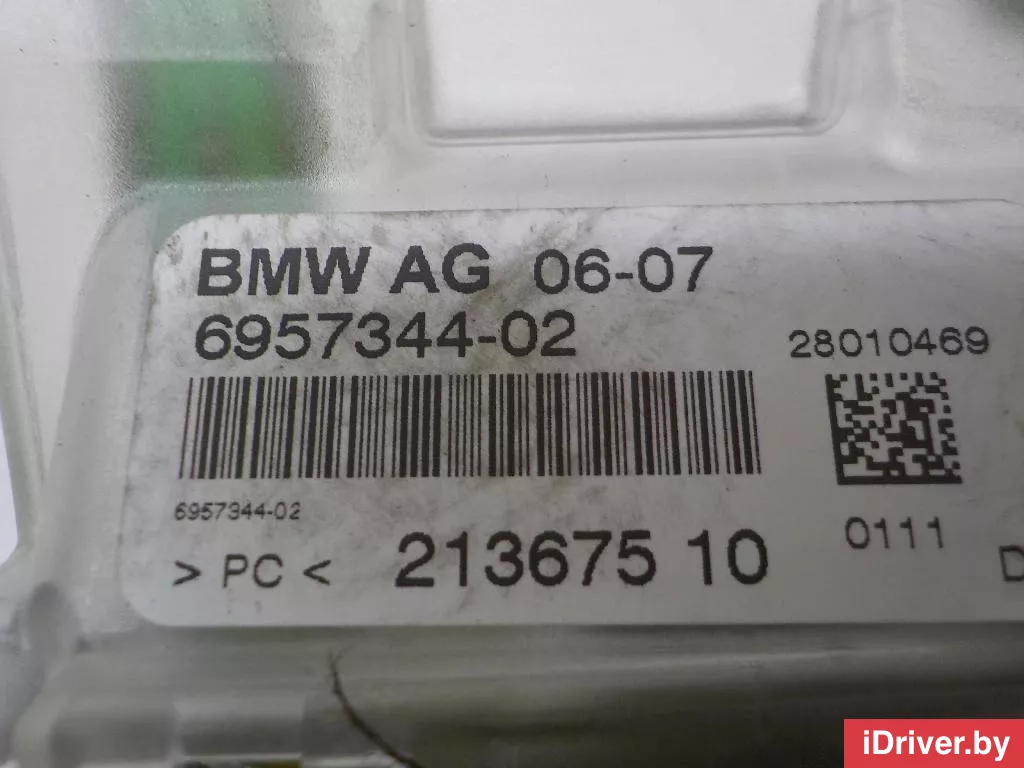 BMW AG 06-07
6957344-02
28010469
6957344-02
0111
> PC < 213675 10
D
iDriver.by